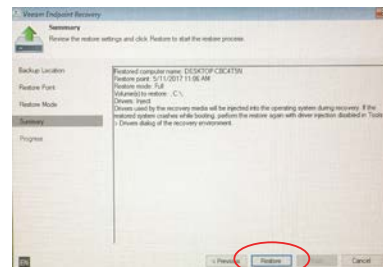 Veeam Endpoint Recovery
Summary
Review the restore settings and click Restore to start the restore process.
Backup Location
Restore Point
Restore Mode
Summary
Progress
Restored computer name: DESKTOP-CBCAT5N
Restore point: 5/11/2017 11:06 AM
Restore mode: Full
Volume(s) to restore: , C:\,
Drivers: Inject
Drivers used by the recovery media will be injected into the operating system during recovery. If the
restored system crashes while booting, perform the restore again with driver injection disabled in Tools
> Drivers dialog of the recovery environment.
EN
< Previous
Restore
Cancel